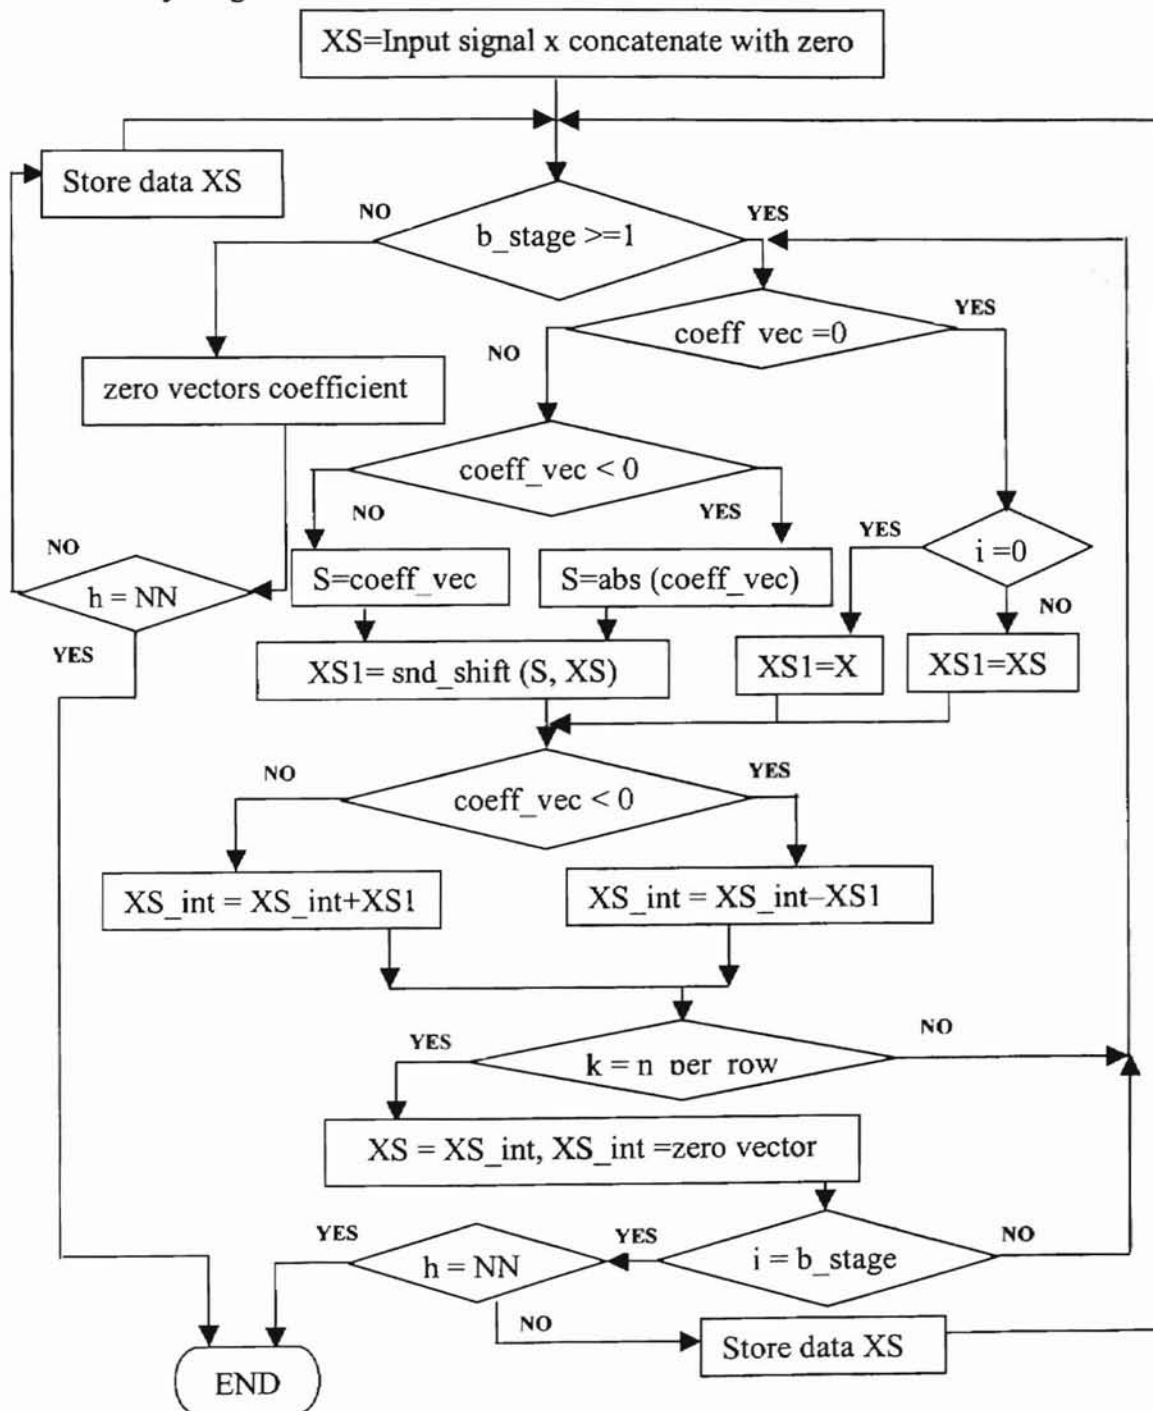 XS=Input signal x concatenate with zero
Store data XS
NO
YES
b_stage >=1
YES
coeff vec =0
NO
zero vectors coefficient
coeff_vec < 0
NO
YES
YES
i =0
NO
h = NN
S=coeff_vec
S=abs (coeff_vec)
NO
YES
XS1= snd_shift (S, XS)
XS1=X
XS1=XS
NO
YES
coeff_vec < 0
XS_int = XS_int+XS1
XS_int = XS_int–XS1
YES
NO
k = n per row
XS = XS_int, XS_int =zero vector
YES
YES
NO
h = NN
i = b_stage
NO
Store data XS
END